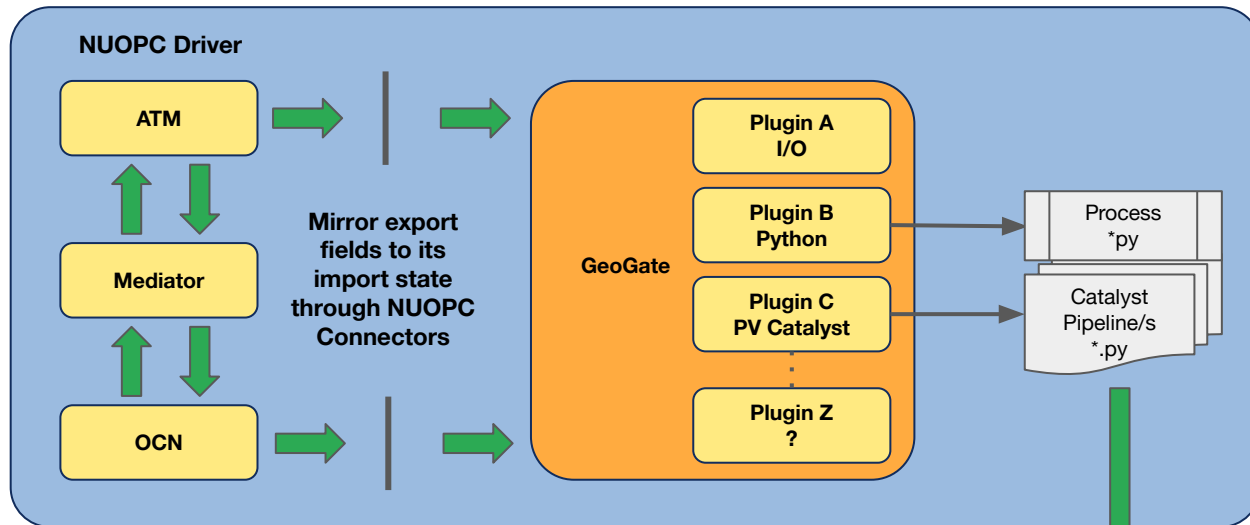 NUOPC Driver
ATM
Mediator
OCN
Mirror export
fields to its
import state
through NUOPC
Connectors
GeoGate
Plugin A
I/O
Plugin B
Python
Plugin C
PV Catalyst
Plugin Z
?
Process
*py
Catalyst
Pipeline/s
*.py